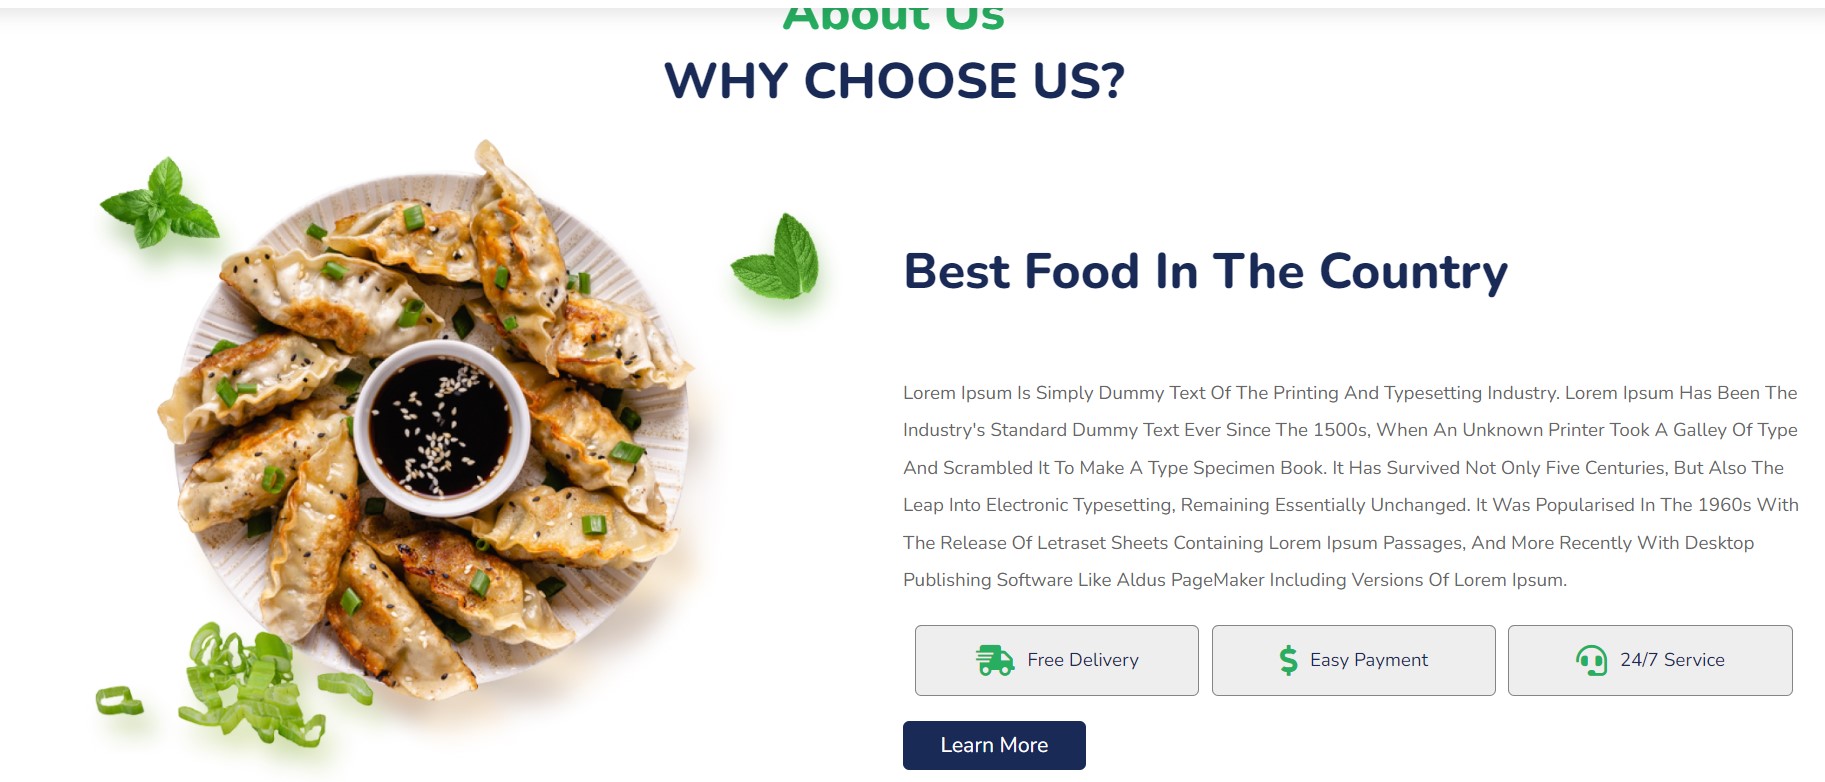 About Us
WHY CHOOSE US?
Best Food In The Country
Lorem Ipsum Is Simply Dummy Text Of The Printing And Typesetting Industry. Lorem Ipsum Has Been The
Industry's Standard Dummy Text Ever Since The 1500s, When An Unknown Printer Took A Galley Of Type
And Scrambled It To Make A Type Specimen Book. It Has Survived Not Only Five Centuries, But Also The
Leap Into Electronic Typesetting, Remaining Essentially Unchanged. It Was Popularised In The 1960s With
The Release Of Letraset Sheets Containing Lorem Ipsum Passages, And More Recently With Desktop
Publishing Software Like Aldus PageMaker Including Versions Of Lorem Ipsum.
Free Delivery
Easy Payment
24/7 Service
Learn More